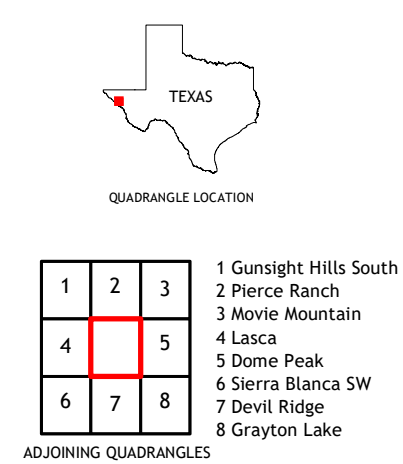 TEXAS
QUADRANGLE LOCATION
1 2 3
4 5
6 7 8
ADJOINING QUADRANGLES
1 Gunsight Hills South
2 Pierce Ranch
3 Movie Mountain
4 Lasca
5 Dome Peak
6 Sierra Blanca SW
7 Devil Ridge
8 Grayton Lake